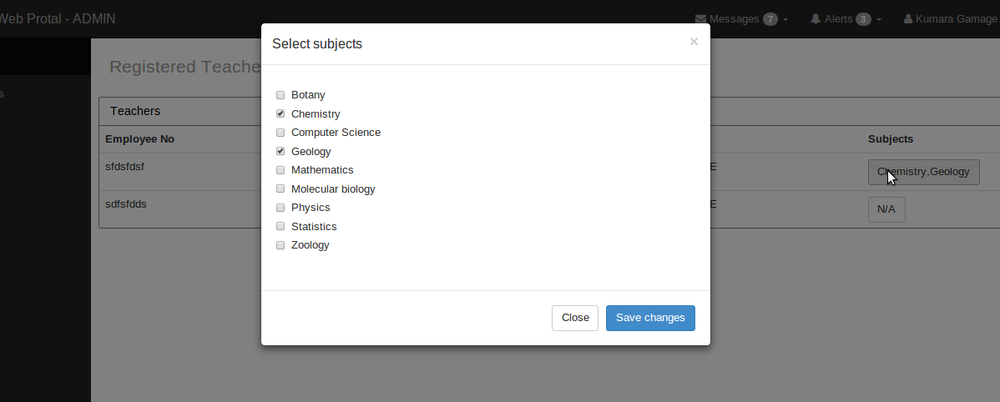 Web Protal - ADMIN
Messages 7
Alerts 3
Kumara Gamage
Select subjects
×
Registered Teache
s
Botany
Chemistry
Computer Science
Geology
Mathematics
Molecular biology
Physics
Statistics
Zoology
Teachers
Employee No
Subjects
sfdsfdsf
E
Chemistry,Geology
sdfsfdds
E
N/A
Close
Save changes